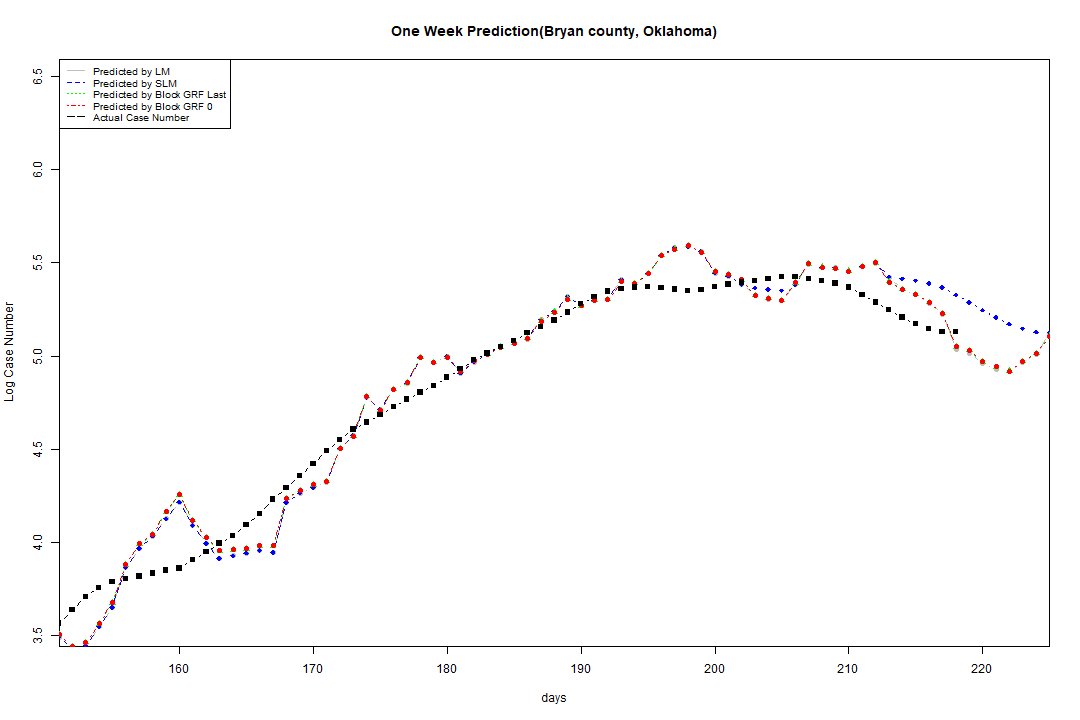 One Week Prediction(Bryan county, Oklahoma)
Predicted by LM
Predicted by SLM
Predicted by Block GRF Last
Predicted by Block GRF 0
Actual Case Number
6.5
6.0
5.5
5.0
4.5
4.0
3.5
Log Case Number
160 170 180 190 200 210 220
days